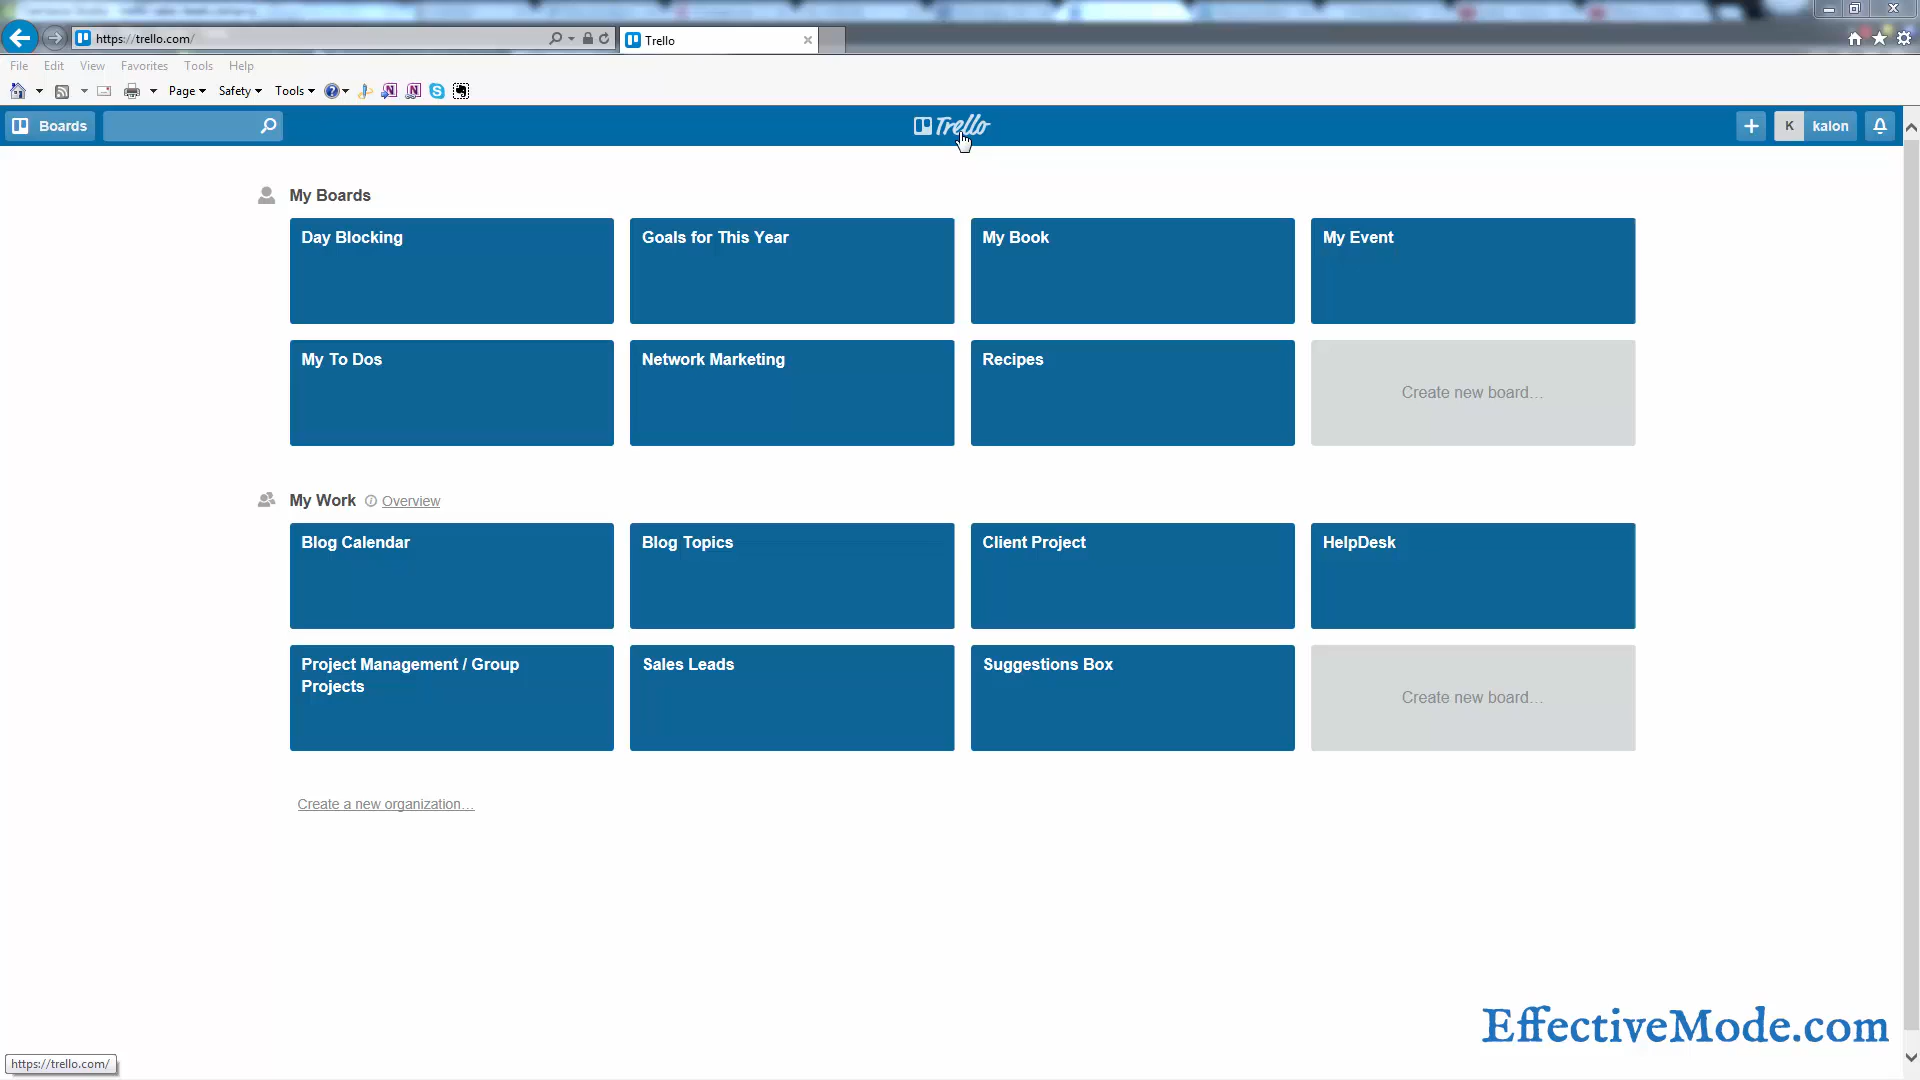 https://trello.com/
Trello
File Edit View Favorites Tools Help
Page Safety Tools
Boards
Trello
K kalon
My Boards
Day Blocking
Goals for This Year
My Book
My Event
My To Dos
Network Marketing
Recipes
Create new board…
My Work Overview
Blog Calendar
Blog Topics
Client Project
HelpDesk
Project Management / Group
Projects
Sales Leads
Suggestions Box
Create new board…
Create a new organization…
EffectiveMode.com
https://trello.com/